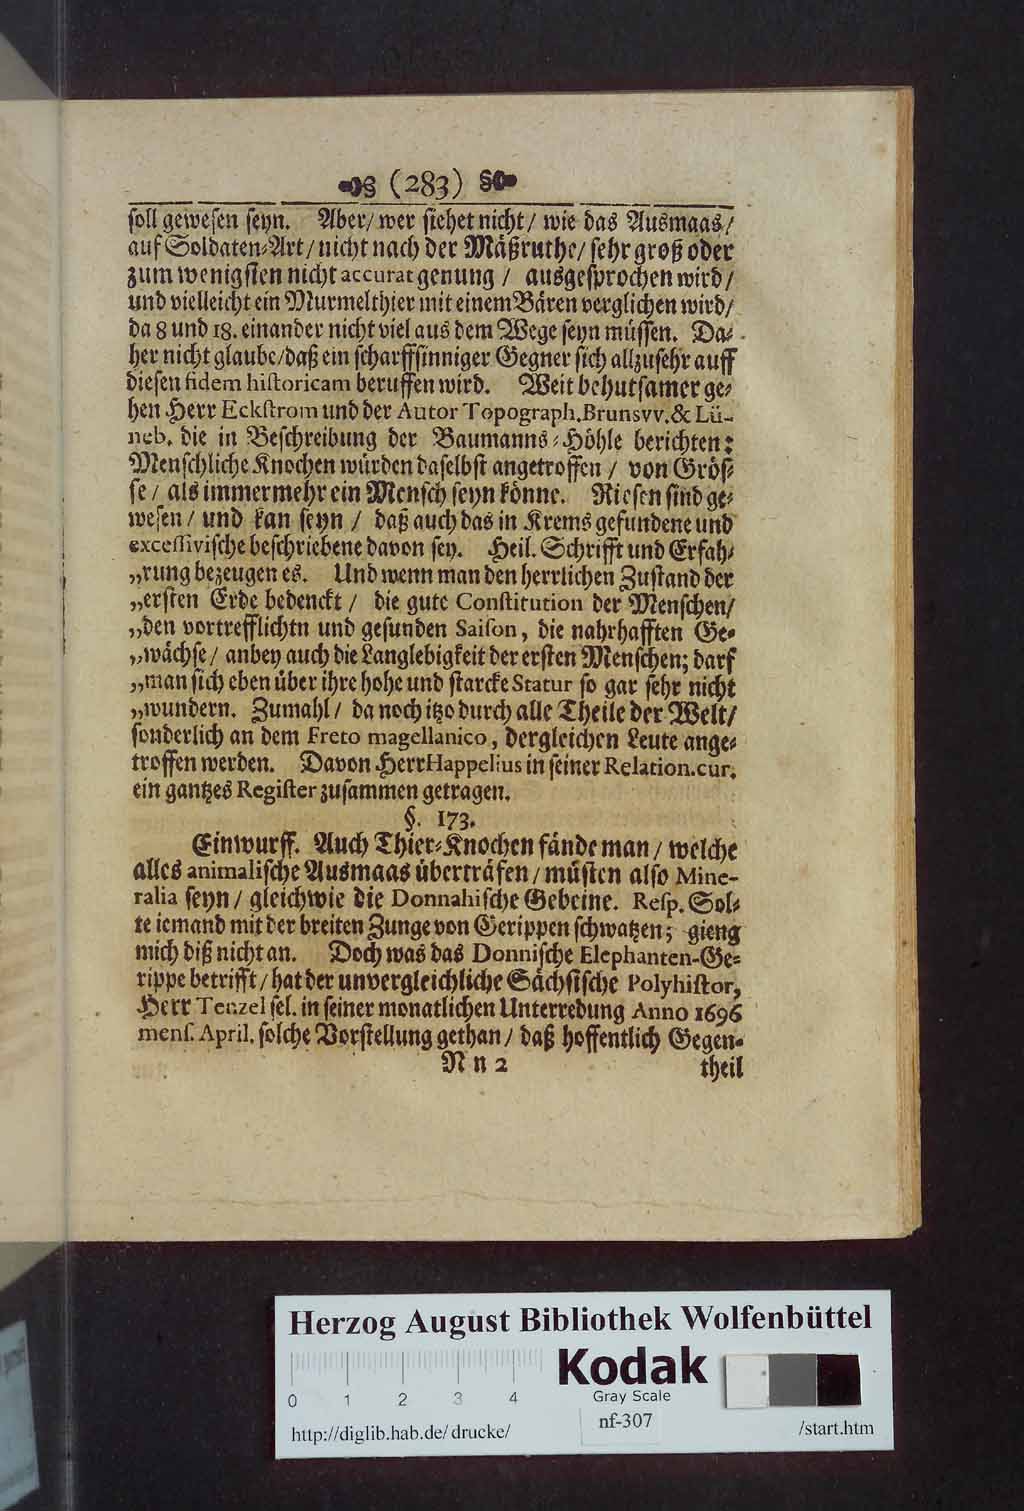 (283)
soll gewesen seyn. Aber/ wer siehet nicht/ wie das Ausmaas/
auf Soldaten-Art/ nicht nach der Mäßruthe/ sehr groß oder
zum wenigsten nicht accurat genung / ausgesprochen wird/
und vielleicht ein Murmelthier mit einem Bären verglichen wird/
da 8 und 18. einander nicht viel aus dem Wege seyn müssen. Da-
her nicht glaube/daß ein scharffsinniger Gegner sich allzusehr auff
diesen fidem historicam beruffen wird. Weit behutsamer ge-
hen Herr Eckstrom und der Autor Topograph.Brunsvv.& Lü-
neb. die in Beschreibung der Baumanns-Höhle berichten:
Menschliche Knochen würden daselbst angetroffen / von Grös-
se / als immermehr ein Mensch seyn könne. Riesen sind ge-
wesen / und kan seyn / daß auch das in Krems gefundene und
excessivische beschriebene davon sey. Heil. Schrifft und Erfah-
„rung bezeugen es. Und wenn man den herrlichen Zustand der
„ersten Erde bedenckt / die gute Constitution der Menschen/
„den vortrefflichtn und gesunden Saison, die nahrhafften Ge-
„wächse / anbey auch die Langlebigkeit der ersten Menschen; darf
„man sich eben über ihre hohe und starcke Statur so gar sehr nicht
„wundern. Zumahl / da noch itzo durch alle Theile der Welt/
sonderlich an dem Freto magellanico, dergleichen Leute ange-
troffen werden. Davon Herr Happelius in seiner Relation.cur.
ein gantzes Register zusammen getragen.
§. 173.
Einwurff. Auch Thier-Knochen fände man / welche
alles animalische Ausmaas überträfen / müsten also Mine-
ralia seyn / gleichwie die Donnahische Gebeine. Resp. Sol-
te iemand mit der breiten Zunge von Gerippen schwatzen; gieng
mich diß nicht an. Doch was das Donnische Elephanten-Ge-
rippe betrifft / hat der unvergleichliche Sächsische Polyhistor,
Herr Tenzel sel. in seiner monatlichen Unterredung Anno 1696
mens. April. solche Vorstellung gethan / daß hoffentlich Gegen-
N n 2 theil
Herzog August Bibliothek Wolfenbüttel
0 1 2 3 4
Kodak
Gray Scale
nf-307
http://diglib.hab.de/drucke/ /start.htm